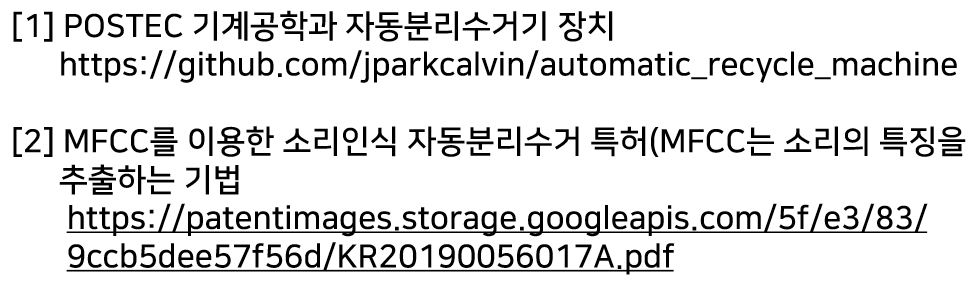 [1] POSTEC 기계공학과 자동분리수거기 장치
https://github.com/jparkcalvin/automatic_recycle_machine
[2] MFCC를 이용한 소리인식 자동분리수거 특허(MFCC는 소리의 특징을
추출하는 기법
https://patentimages.storage.googleapis.com/5f/e3/83/
9ccb5dee57f56d/KR20190056017A.pdf